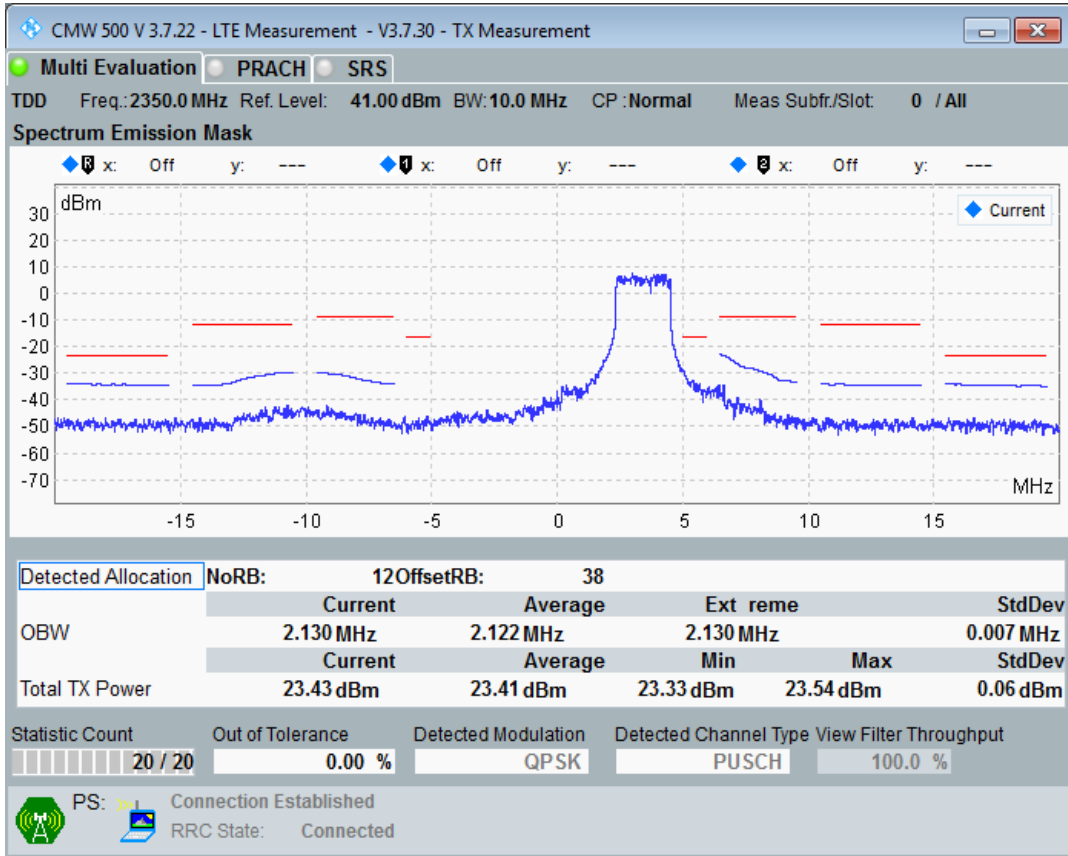 CMW 500 V 3.7.22 - LTE Measurement - V3.7.30 - TX Measurement
Multi Evaluation PRACH SRS
TDD Freq.: 2350.0 MHz Ref. Level: 41.00 dBm BW: 10.0 MHz CP : Normal Meas Subfr./Slot: 0 / All
Spectrum Emission Mask
R x: Off y: --- 1 x: Off y: --- 2 x: Off y: ---
dBm
Current
30
20
10
0
-10
-20
-30
-40
-50
-60
-70
MHz
-15 -10 -5 0 5 10 15
Detected Allocation NoRB: 12 OffsetRB: 38
Current Average Ext reme StdDev
OBW 2.130 MHz 2.122 MHz 2.130 MHz 0.007 MHz
Current Average Min Max StdDev
Total TX Power 23.43 dBm 23.41 dBm 23.33 dBm 23.54 dBm 0.06 dBm
Statistic Count Out of Tolerance Detected Modulation Detected Channel Type View Filter Throughput
20 / 20 0.00 % QPSK PUSCH 100.0 %
PS: Connection Established
RRC State: Connected